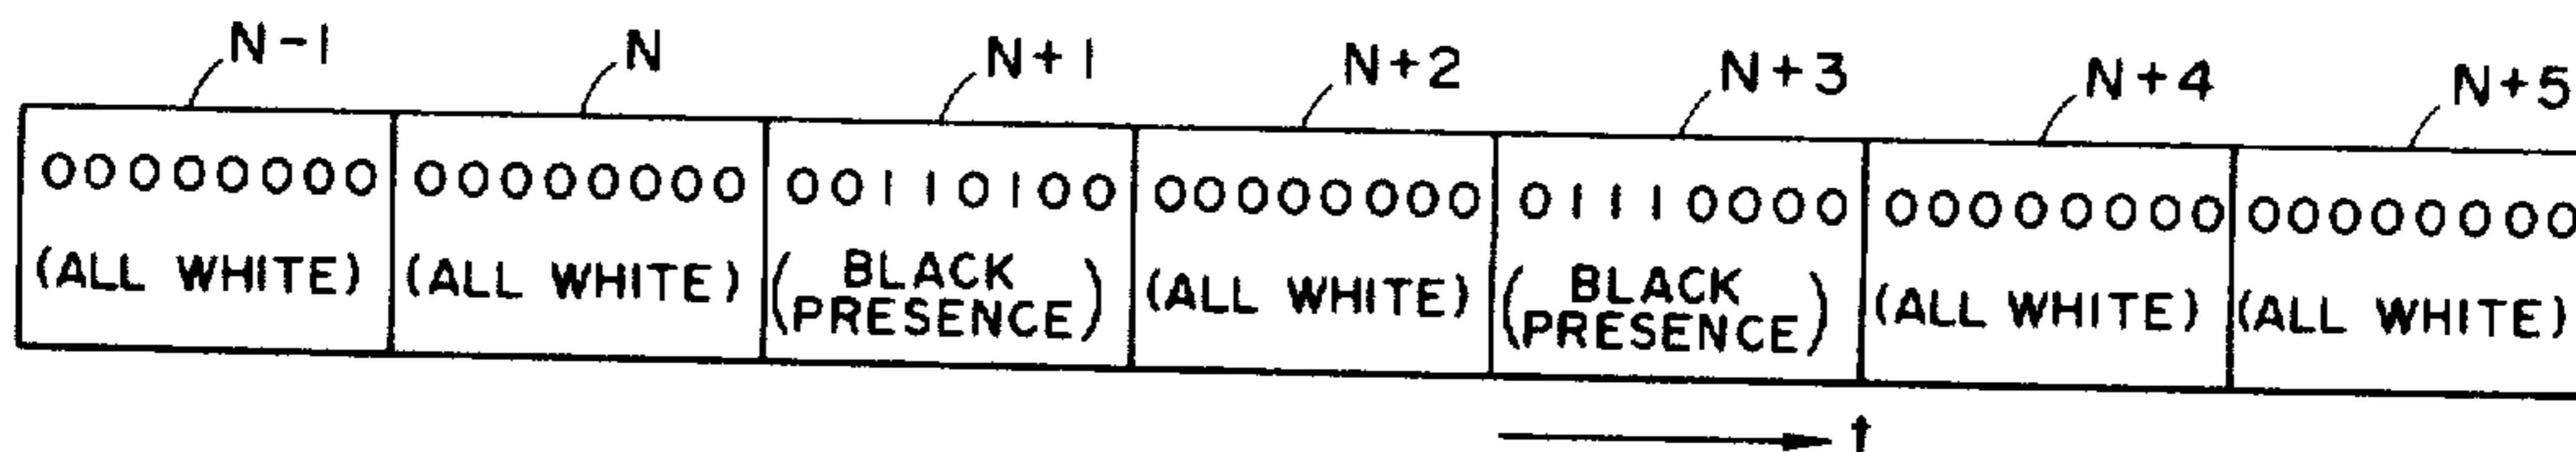 N-1 N N+1 N+2 N+3 N+4 N+5
00000000 00000000 00110100 00000000 01110000 00000000 00000000
(ALL WHITE) (ALL WHITE) (BLACK PRESENCE) (ALL WHITE) (BLACK PRESENCE) (ALL WHITE) (ALL WHITE)
t